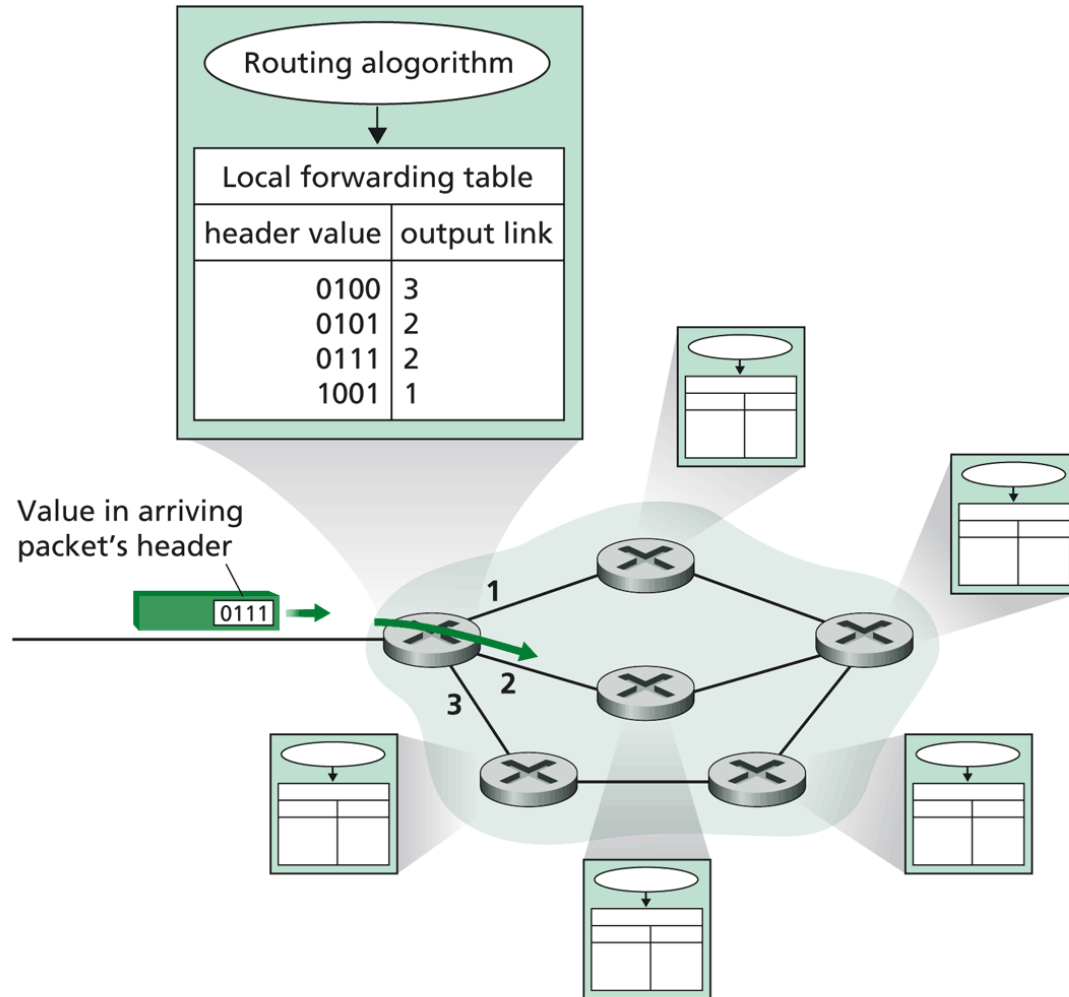 Routing alogorithm
Local forwarding table
header value output link
0100 3
0101 2
0111 2
1001 1
Value in arriving
packet's header
0111
1
2
3